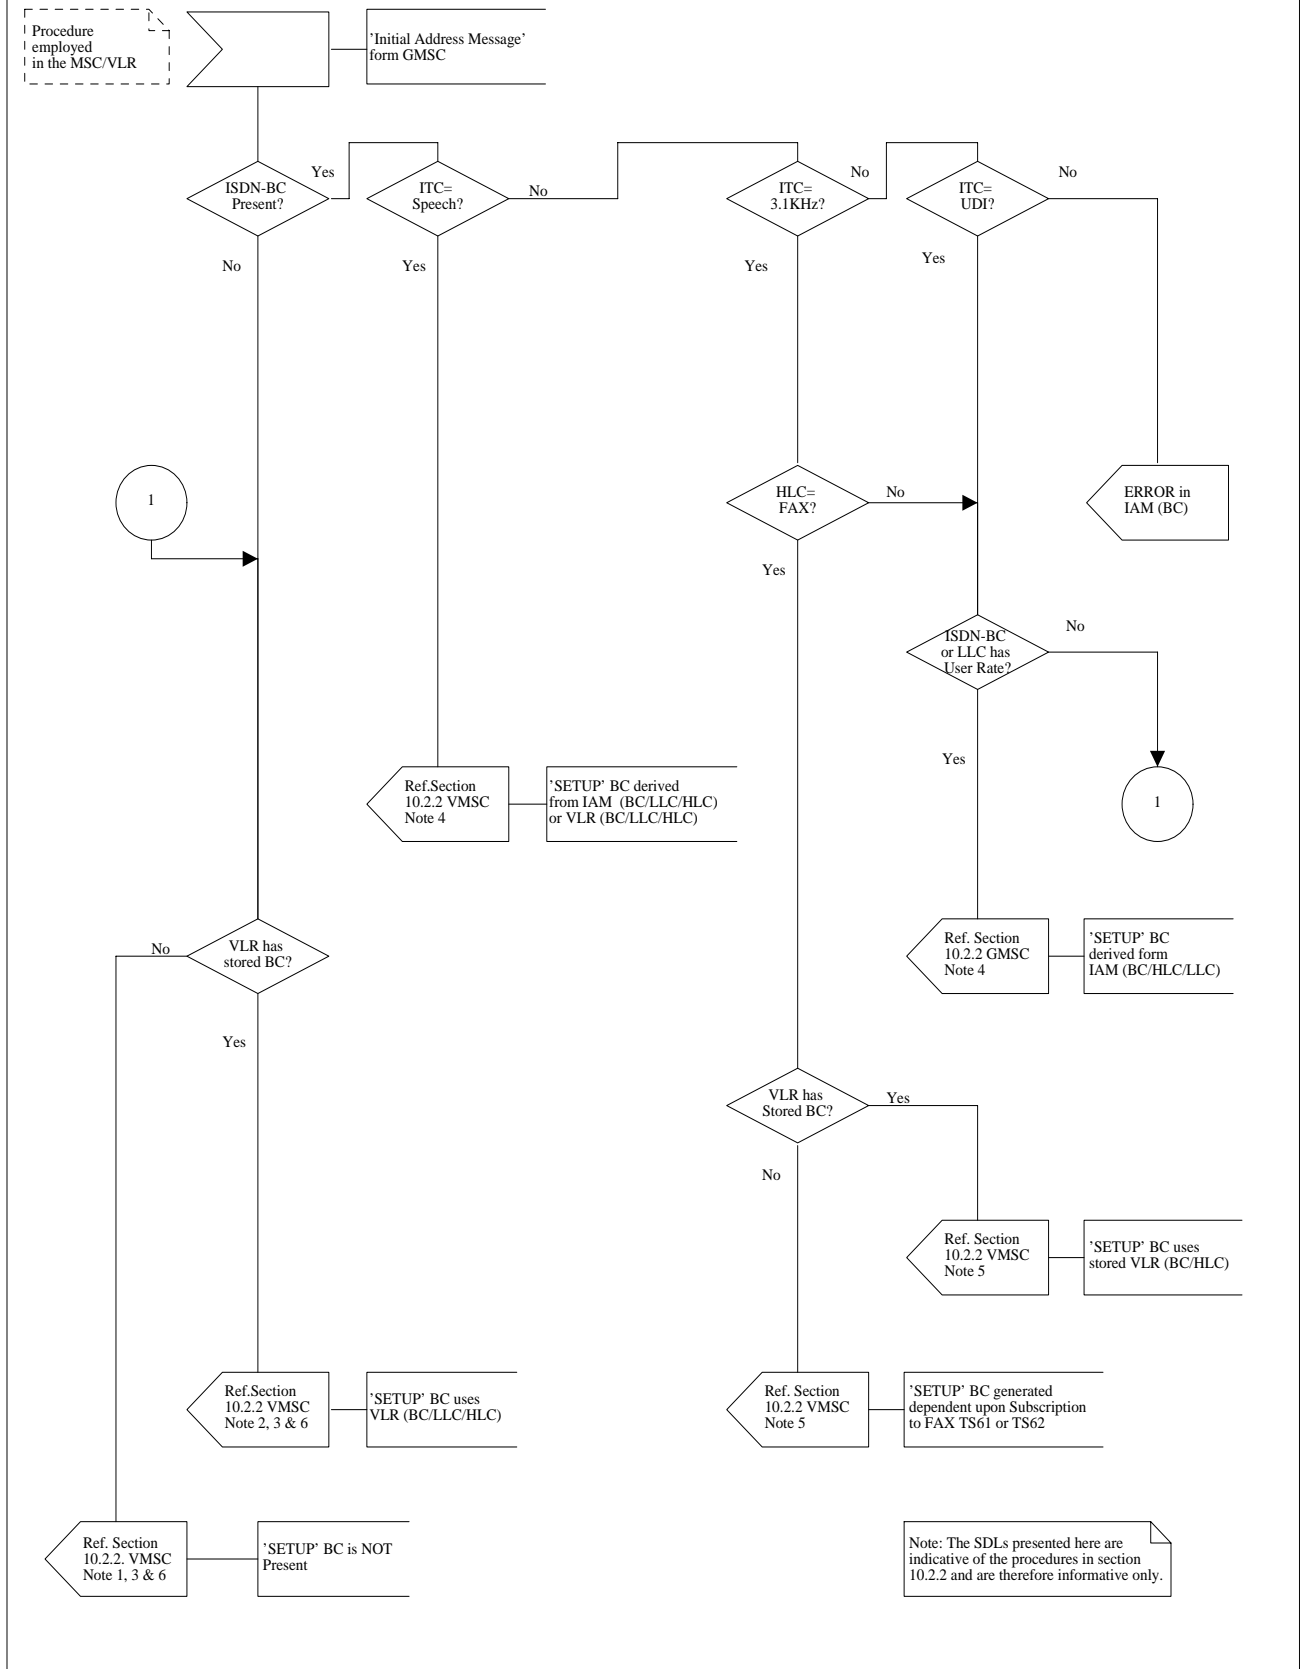 Procedure
employed
in the MSC/VLR
'Initial Address Message'
form GMSC
ISDN-BC
Present?
Yes
No
ITC=
Speech?
No
Yes
ITC=
3.1KHz?
No
Yes
ITC=
UDI?
No
Yes
1
HLC=
FAX?
No
Yes
ERROR in
IAM (BC)
ISDN-BC
or LLC has
User Rate?
No
Yes
Ref.Section
10.2.2 VMSC
Note 4
'SETUP' BC derived
from IAM (BC/LLC/HLC)
or VLR (BC/LLC/HLC)
1
VLR has
stored BC?
No
Yes
Ref. Section
10.2.2 GMSC
Note 4
'SETUP' BC
derived form
IAM (BC/HLC/LLC)
VLR has
Stored BC?
Yes
No
Ref. Section
10.2.2 VMSC
Note 5
'SETUP' BC uses
stored VLR (BC/HLC)
Ref.Section
10.2.2 VMSC
Note 2, 3 & 6
'SETUP' BC uses
VLR (BC/LLC/HLC)
Ref. Section
10.2.2 VMSC
Note 5
'SETUP' BC generated
dependent upon Subscription
to FAX TS61 or TS62
Ref. Section
10.2.2. VMSC
Note 1, 3 & 6
'SETUP' BC is NOT
Present
Note: The SDLs presented here are
indicative of the procedures in section
10.2.2 and are therefore informative only.